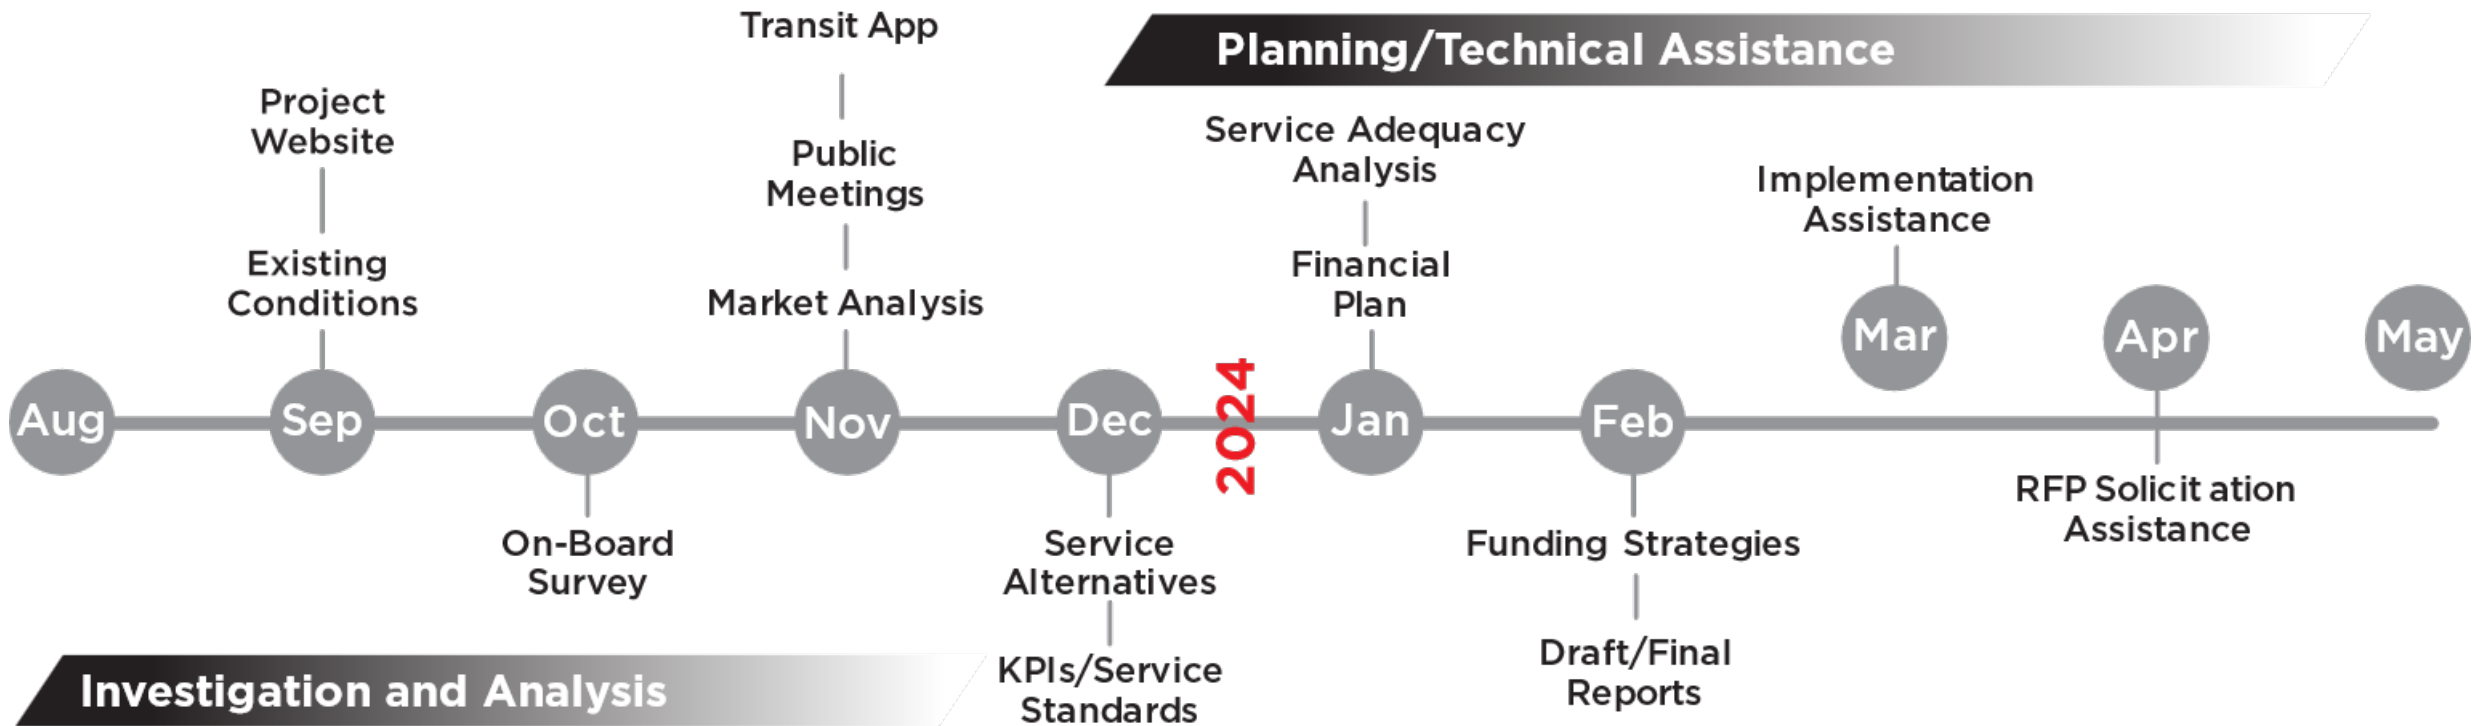 Transit App
Planning/Technical Assistance
Project
Website
Public
Meetings
Service Adequacy
Analysis
Implementation
Assistance
Existing
Conditions
Market Analysis
Financial
Plan
Aug
Sep
Oct
Nov
Dec
2024
Jan
Feb
Mar
Apr
May
On-Board
Survey
Service
Alternatives
KPIs/Service
Standards
Funding Strategies
Draft/Final
Reports
RFP Solicitation
Assistance
Investigation and Analysis